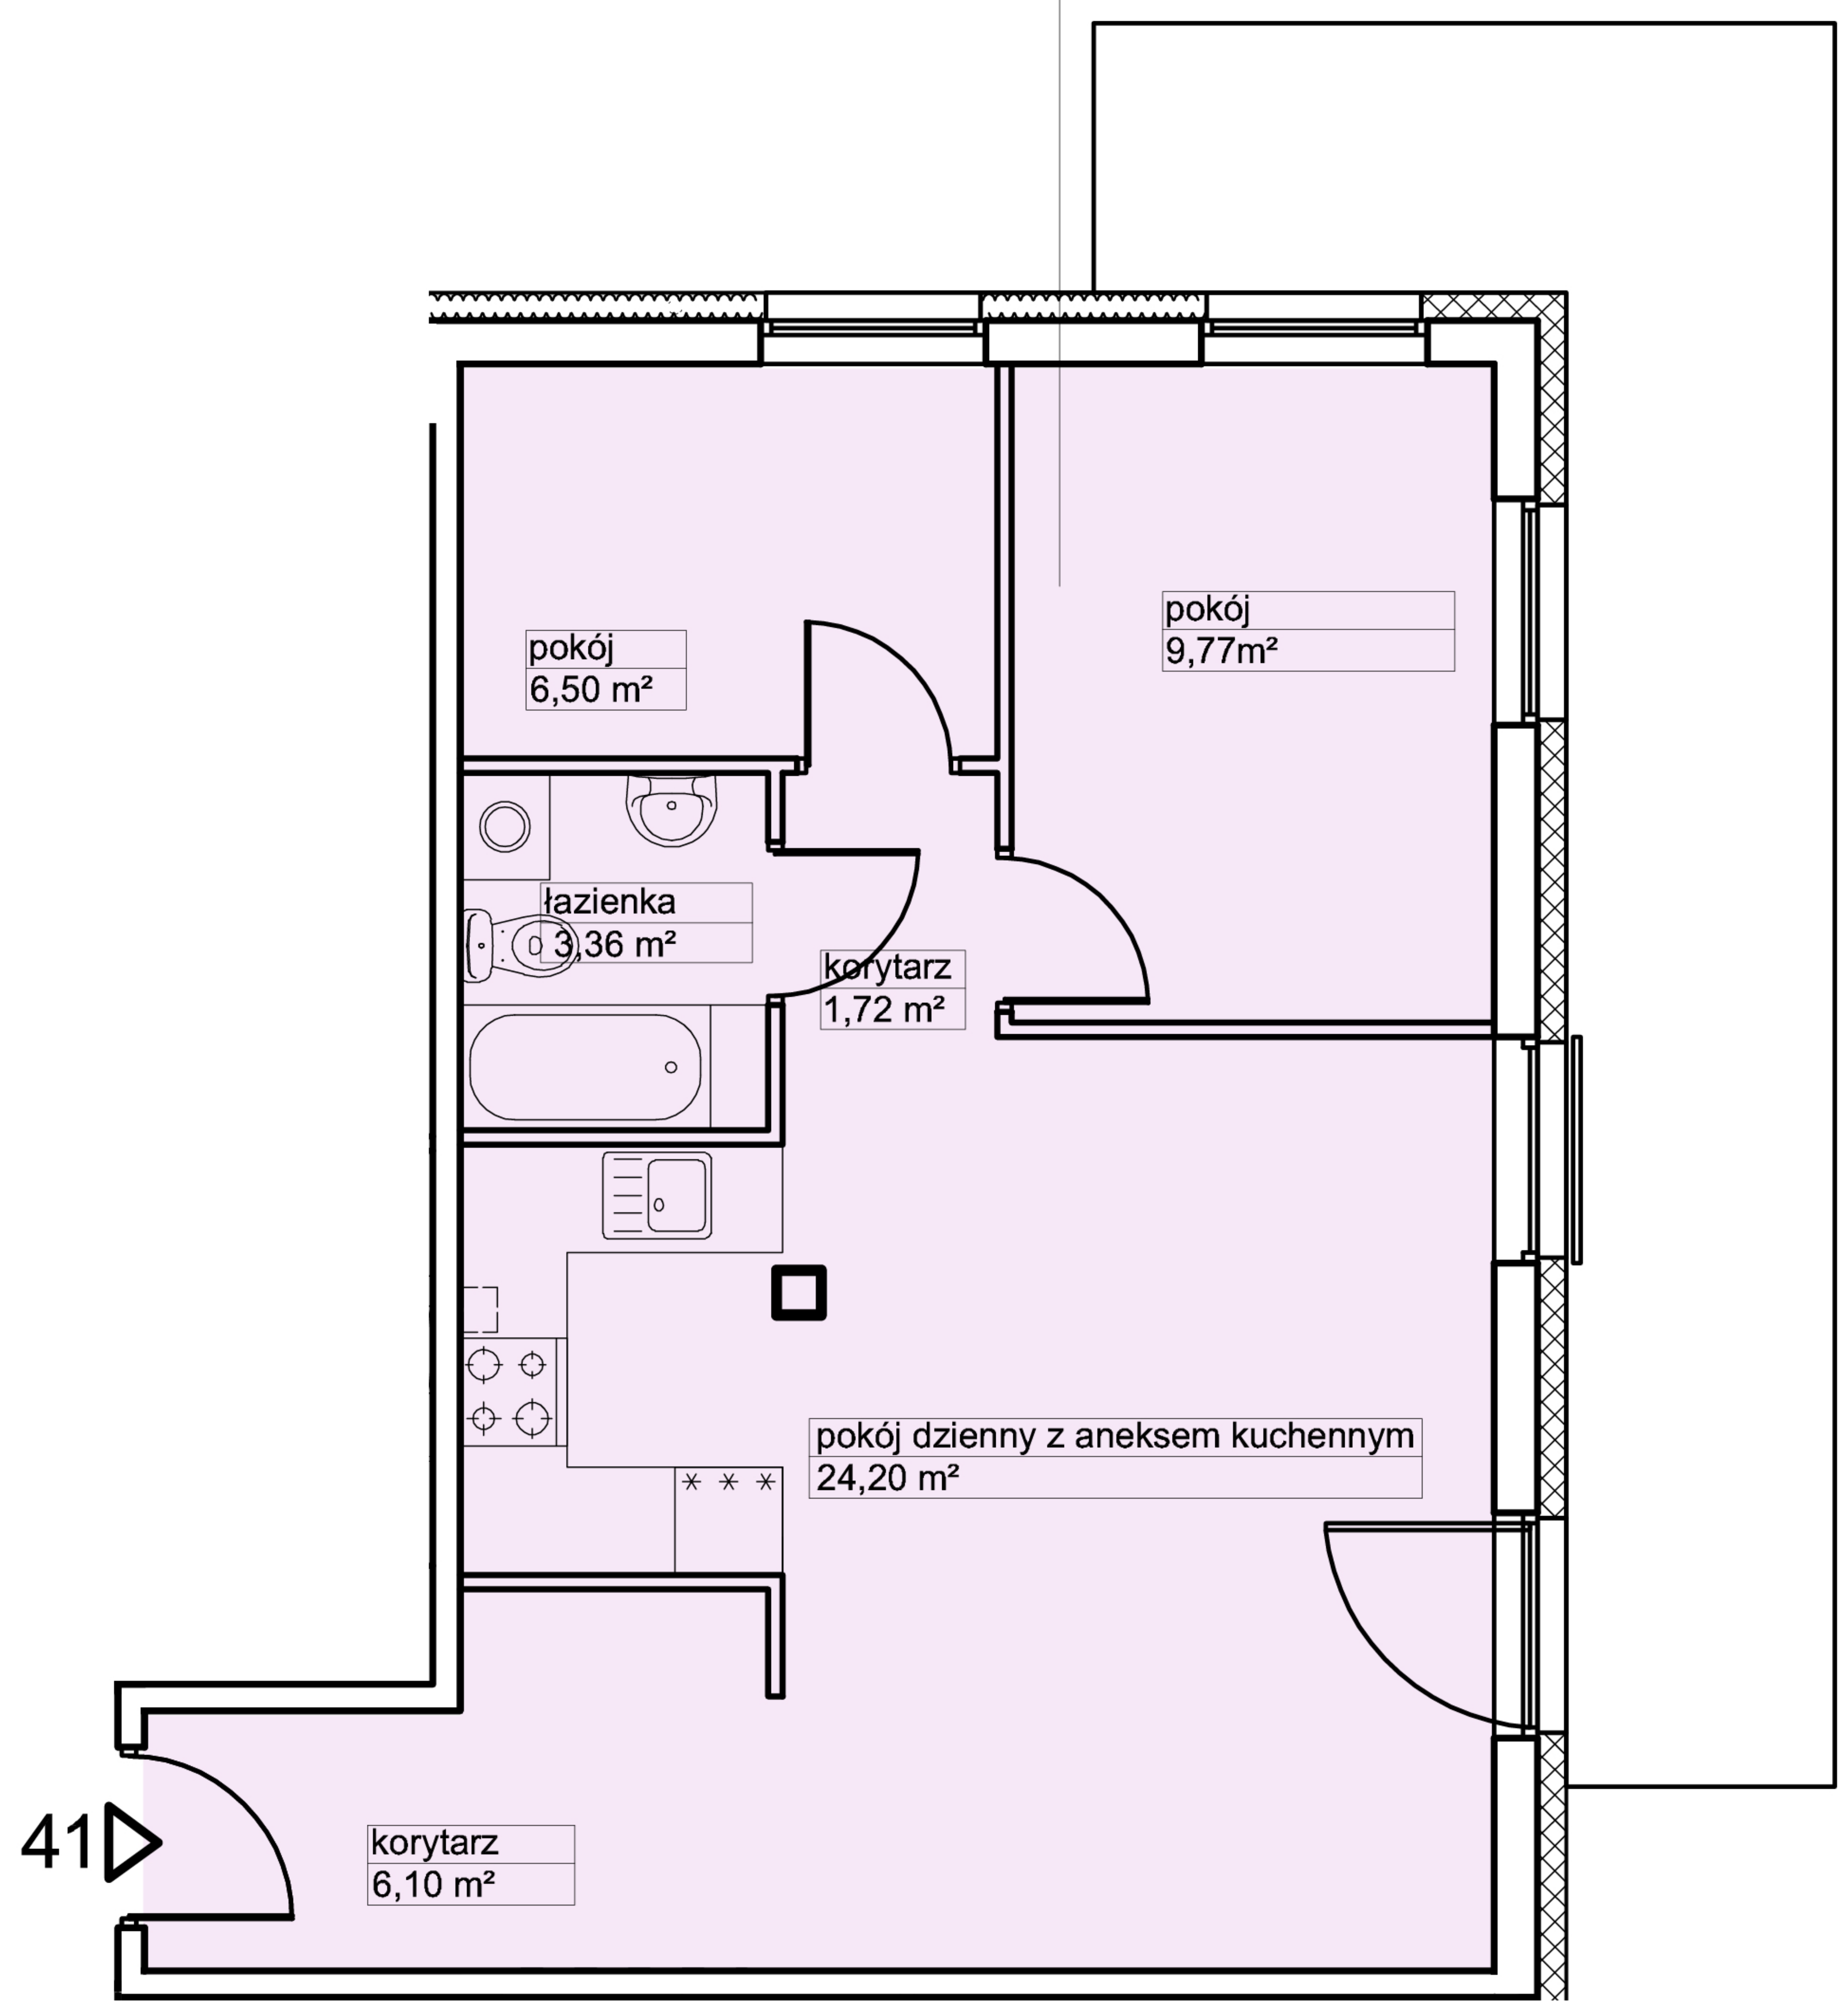 pokój
9,77m²
pokój
6,50 m²
łazienka
3,36 m²
korytarz
1,72 m²
pokój dzienny z aneksem kuchennym
24,20 m²
41
korytarz
6,10 m²